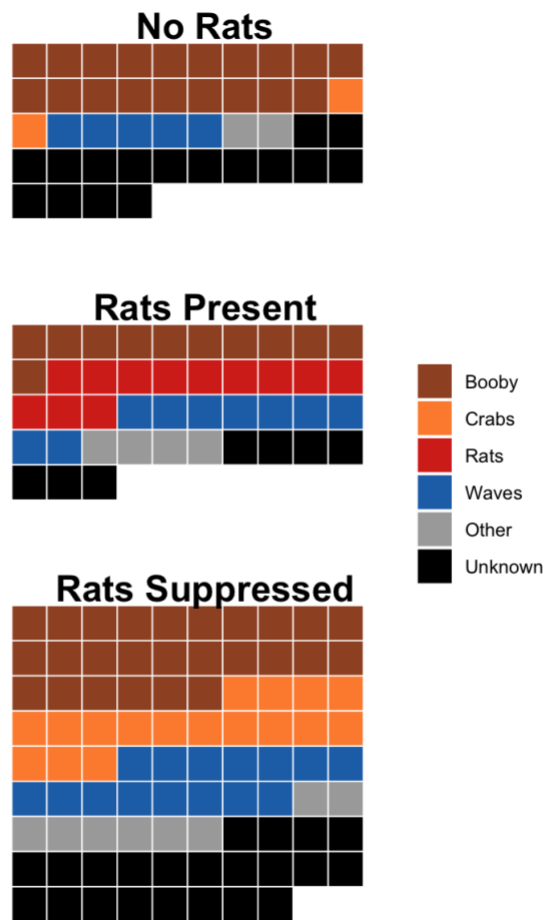 No Rats
Rats Present
Booby
Crabs
Rats
Waves
Other
Unknown
Rats Suppressed